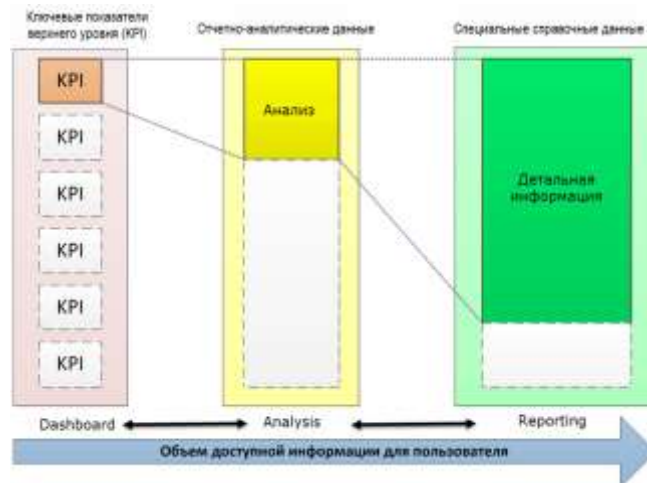 Ключевые показатели
верхнего уровня (KPI)
Отчетно-аналитические данные
Специальные справочные данные
KPI
KPI
KPI
KPI
KPI
KPI
Анализ
Детальная
информация
Dashboard
Analysis
Reporting
Объем доступной информации для пользователя